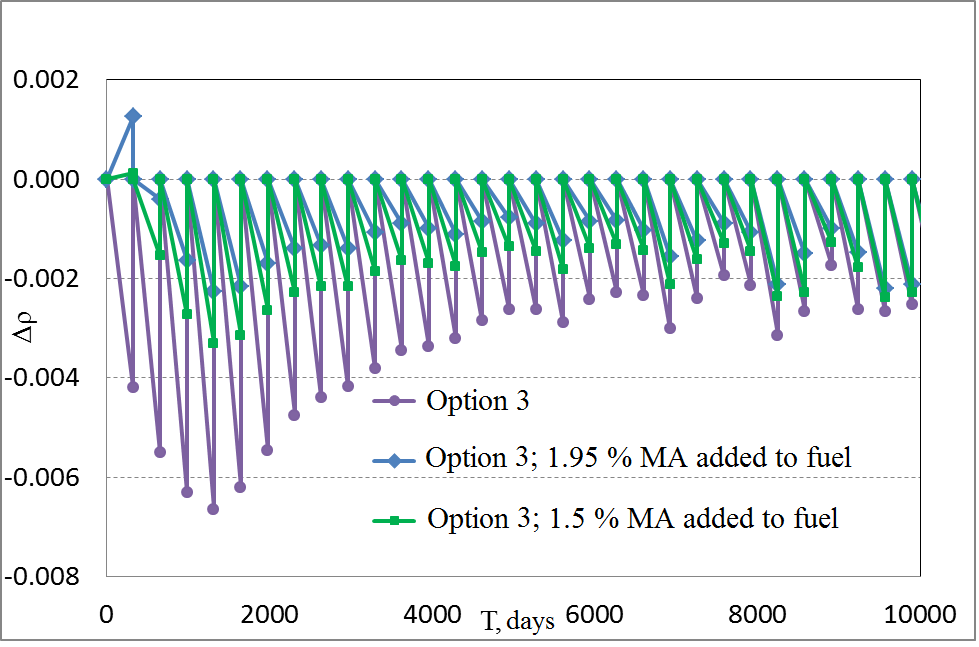 0.002
0.000
-0.002
-0.004
-0.006
-0.008
Δρ
Option 3
Option 3; 1.95 % MA added to fuel
Option 3; 1.5 % MA added to fuel
0 2000 4000 6000 8000 10000
T, days